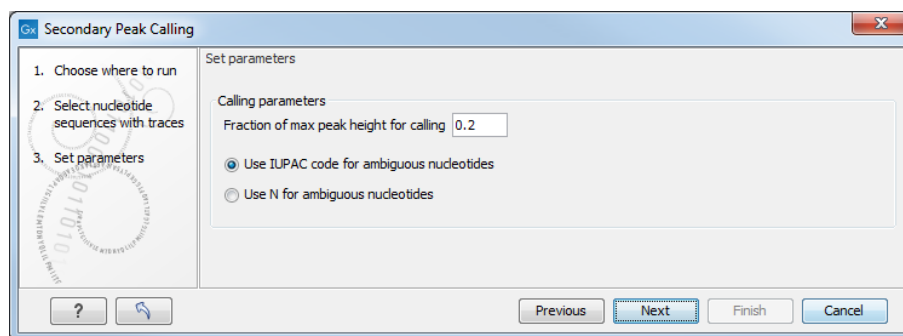 Gx Secondary Peak Calling
1. Choose where to run
2. Select nucleotide
sequences with traces
3. Set parameters
Set parameters
Calling parameters
Fraction of max peak height for calling 0.2
Use IUPAC code for ambiguous nucleotides
Use N for ambiguous nucleotides
?
Previous
Next
Finish
Cancel